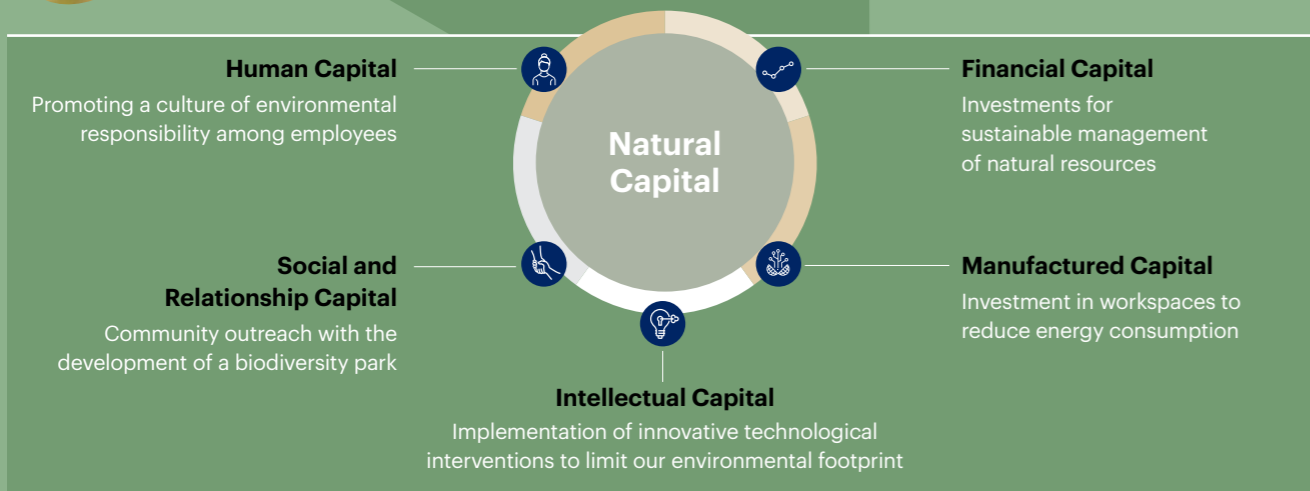 Natural
Capital
Human Capital
Promoting a culture of environmental
responsibility among employees
Financial Capital
Investments for
sustainable management
of natural resources
Social and
Relationship Capital
Community outreach with the
development of a biodiversity park
Manufactured Capital
Investment in workspaces to
reduce energy consumption
Intellectual Capital
Implementation of innovative technological
interventions to limit our environmental footprint